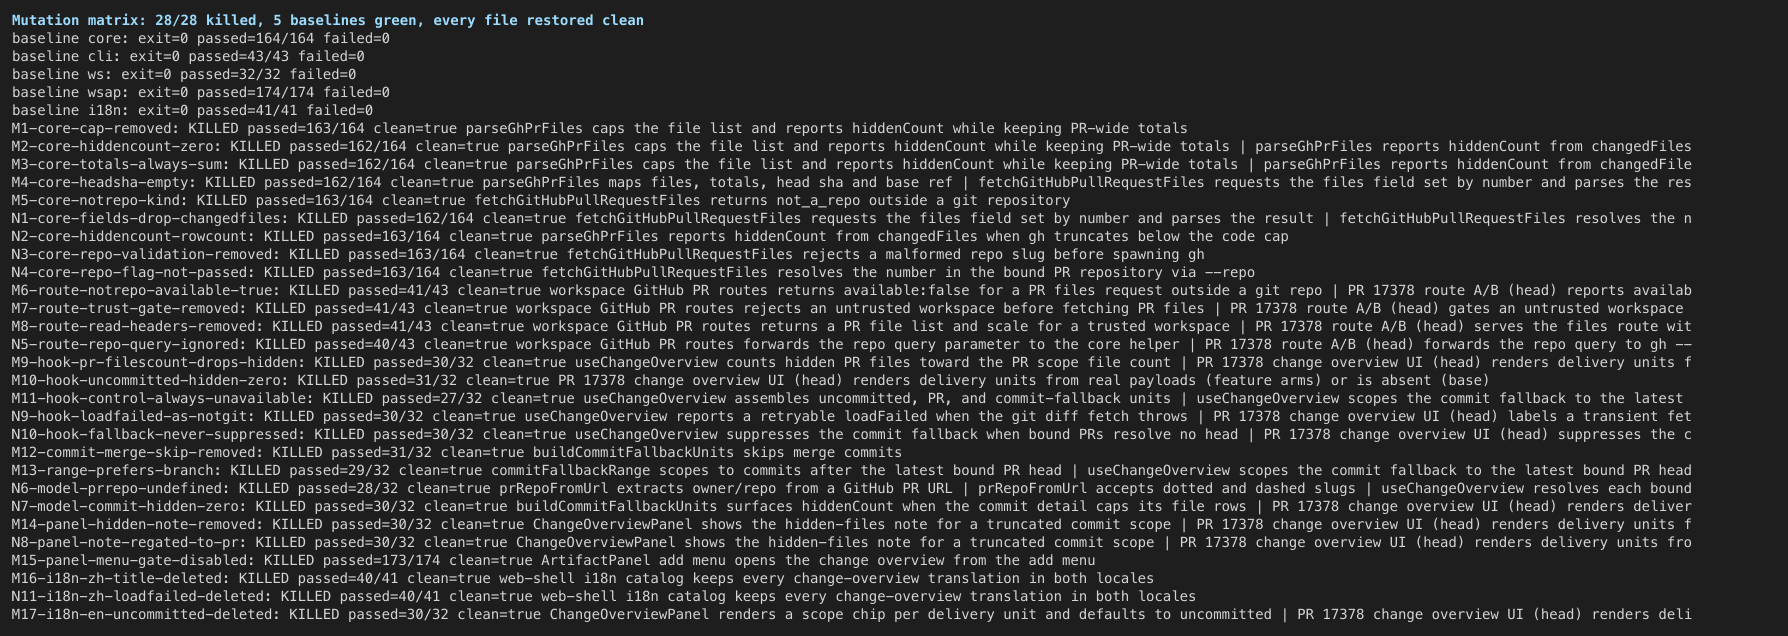 Mutation matrix: 28/28 killed, 5 baselines green, every file restored clean
baseline core: exit=0 passed=164/164 failed=0
baseline cli: exit=0 passed=43/43 failed=0
baseline ws: exit=0 passed=32/32 failed=0
baseline wsap: exit=0 passed=174/174 failed=0
baseline i18n: exit=0 passed=41/41 failed=0
M1-core-cap-removed: KILLED passed=163/164 clean=true parseGhPrFiles caps the file list and reports hiddenCount while keeping PR-wide totals
M2-core-hiddencount-zero: KILLED passed=162/164 clean=true parseGhPrFiles caps the file list and reports hiddenCount while keeping PR-wide totals | parseGhPrFiles reports hiddenCount from changedFiles
M3-core-totals-always-sum: KILLED passed=162/164 clean=true parseGhPrFiles caps the file list and reports hiddenCount while keeping PR-wide totals | parseGhPrFiles reports hiddenCount from changedFile
M4-core-headsha-empty: KILLED passed=162/164 clean=true parseGhPrFiles maps files, totals, head sha and base ref | fetchGitHubPullRequestFiles requests the files field set by number and parses the res
M5-core-notrepo-kind: KILLED passed=163/164 clean=true fetchGitHubPullRequestFiles returns not_a_repo outside a git repository
N1-core-fields-drop-changedfiles: KILLED passed=162/164 clean=true fetchGitHubPullRequestFiles requests the files field set by number and parses the result | fetchGitHubPullRequestFiles resolves the n
N2-core-hiddencount-rowcount: KILLED passed=163/164 clean=true parseGhPrFiles reports hiddenCount from changedFiles when gh truncates below the code cap
N3-core-repo-validation-removed: KILLED passed=163/164 clean=true fetchGitHubPullRequestFiles rejects a malformed repo slug before spawning gh
N4-core-repo-flag-not-passed: KILLED passed=163/164 clean=true fetchGitHubPullRequestFiles resolves the number in the bound PR repository via --repo
M6-route-notrepo-available-true: KILLED passed=41/43 clean=true workspace GitHub PR routes returns available:false for a PR files request outside a git repo | PR 17378 route A/B (head) reports availab
M7-route-trust-gate-removed: KILLED passed=41/43 clean=true workspace GitHub PR routes rejects an untrusted workspace before fetching PR files | PR 17378 route A/B (head) gates an untrusted workspace
M8-route-read-headers-removed: KILLED passed=41/43 clean=true workspace GitHub PR routes returns a PR file list and scale for a trusted workspace | PR 17378 route A/B (head) serves the files route wit
N5-route-repo-query-ignored: KILLED passed=40/43 clean=true workspace GitHub PR routes forwards the repo query parameter to the core helper | PR 17378 route A/B (head) forwards the repo query to gh --
M9-hook-pr-filescount-drops-hidden: KILLED passed=30/32 clean=true useChangeOverview counts hidden PR files toward the PR scope file count | PR 17378 change overview UI (head) renders delivery units f
M10-hook-uncommitted-hidden-zero: KILLED passed=31/32 clean=true PR 17378 change overview UI (head) renders delivery units from real payloads (feature arms) or is absent (base)
M11-hook-control-always-unavailable: KILLED passed=27/32 clean=true useChangeOverview assembles uncommitted, PR, and commit-fallback units | useChangeOverview scopes the commit fallback to the latest
N9-hook-loadfailed-as-notgit: KILLED passed=30/32 clean=true useChangeOverview reports a retryable loadFailed when the git diff fetch throws | PR 17378 change overview UI (head) labels a transient fet
N10-hook-fallback-never-suppressed: KILLED passed=30/32 clean=true useChangeOverview suppresses the commit fallback when bound PRs resolve no head | PR 17378 change overview UI (head) suppresses the c
M12-commit-merge-skip-removed: KILLED passed=31/32 clean=true buildCommitFallbackUnits skips merge commits
M13-range-prefers-branch: KILLED passed=29/32 clean=true commitFallbackRange scopes to commits after the latest bound PR head | useChangeOverview scopes the commit fallback to the latest bound PR head
N6-model-prrepo-undefined: KILLED passed=28/32 clean=true prRepoFromUrl extracts owner/repo from a GitHub PR URL | prRepoFromUrl accepts dotted and dashed slugs | useChangeOverview resolves each bound
N7-model-commit-hidden-zero: KILLED passed=30/32 clean=true buildCommitFallbackUnits surfaces hiddenCount when the commit detail caps its file rows | PR 17378 change overview UI (head) renders deliver
M14-panel-hidden-note-removed: KILLED passed=30/32 clean=true ChangeOverviewPanel shows the hidden-files note for a truncated commit scope | PR 17378 change overview UI (head) renders delivery units f
N8-panel-note-regated-to-pr: KILLED passed=30/32 clean=true ChangeOverviewPanel shows the hidden-files note for a truncated commit scope | PR 17378 change overview UI (head) renders delivery units fro
M15-panel-menu-gate-disabled: KILLED passed=173/174 clean=true ArtifactPanel add menu opens the change overview from the add menu
M16-i18n-zh-title-deleted: KILLED passed=40/41 clean=true web-shell i18n catalog keeps every change-overview translation in both locales
N11-i18n-zh-loadfailed-deleted: KILLED passed=40/41 clean=true web-shell i18n catalog keeps every change-overview translation in both locales
M17-i18n-en-uncommitted-deleted: KILLED passed=30/32 clean=true ChangeOverviewPanel renders a scope chip per delivery unit and defaults to uncommitted | PR 17378 change overview UI (head) renders deli